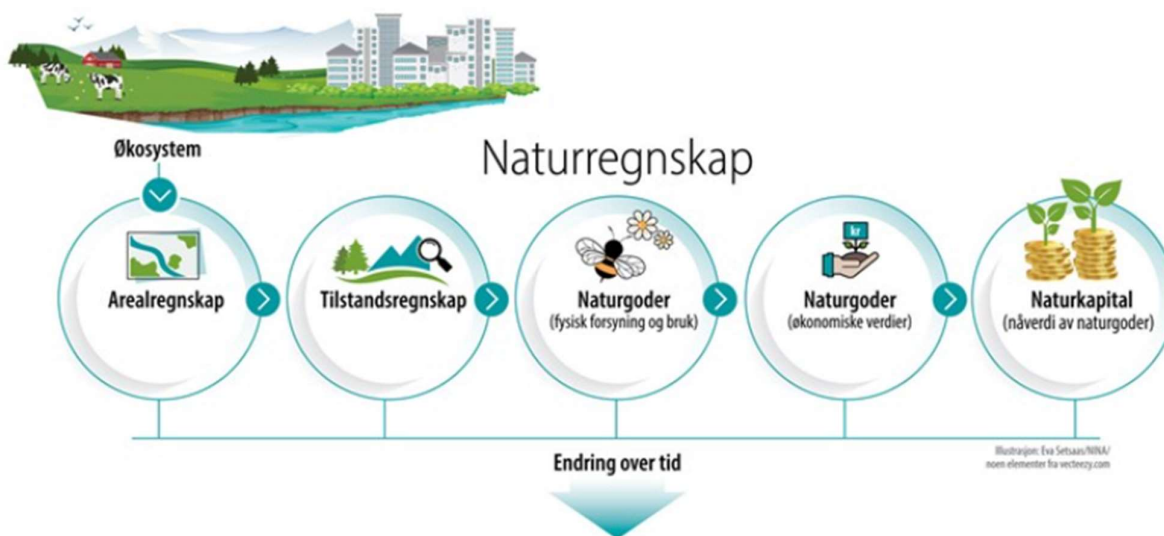 Økosystem
Naturregnskap
Arealregnskap
Tilstandsregnskap
Naturgoder
(fysisk forsyning og bruk)
kr
Naturgoder
(økonomiske verdier)
Naturkapital
(nåverdi av naturgoder)
Endring over tid
Illustrasjon: Eva Setsaas/NINA/
noen elementer fra vecteezy.com